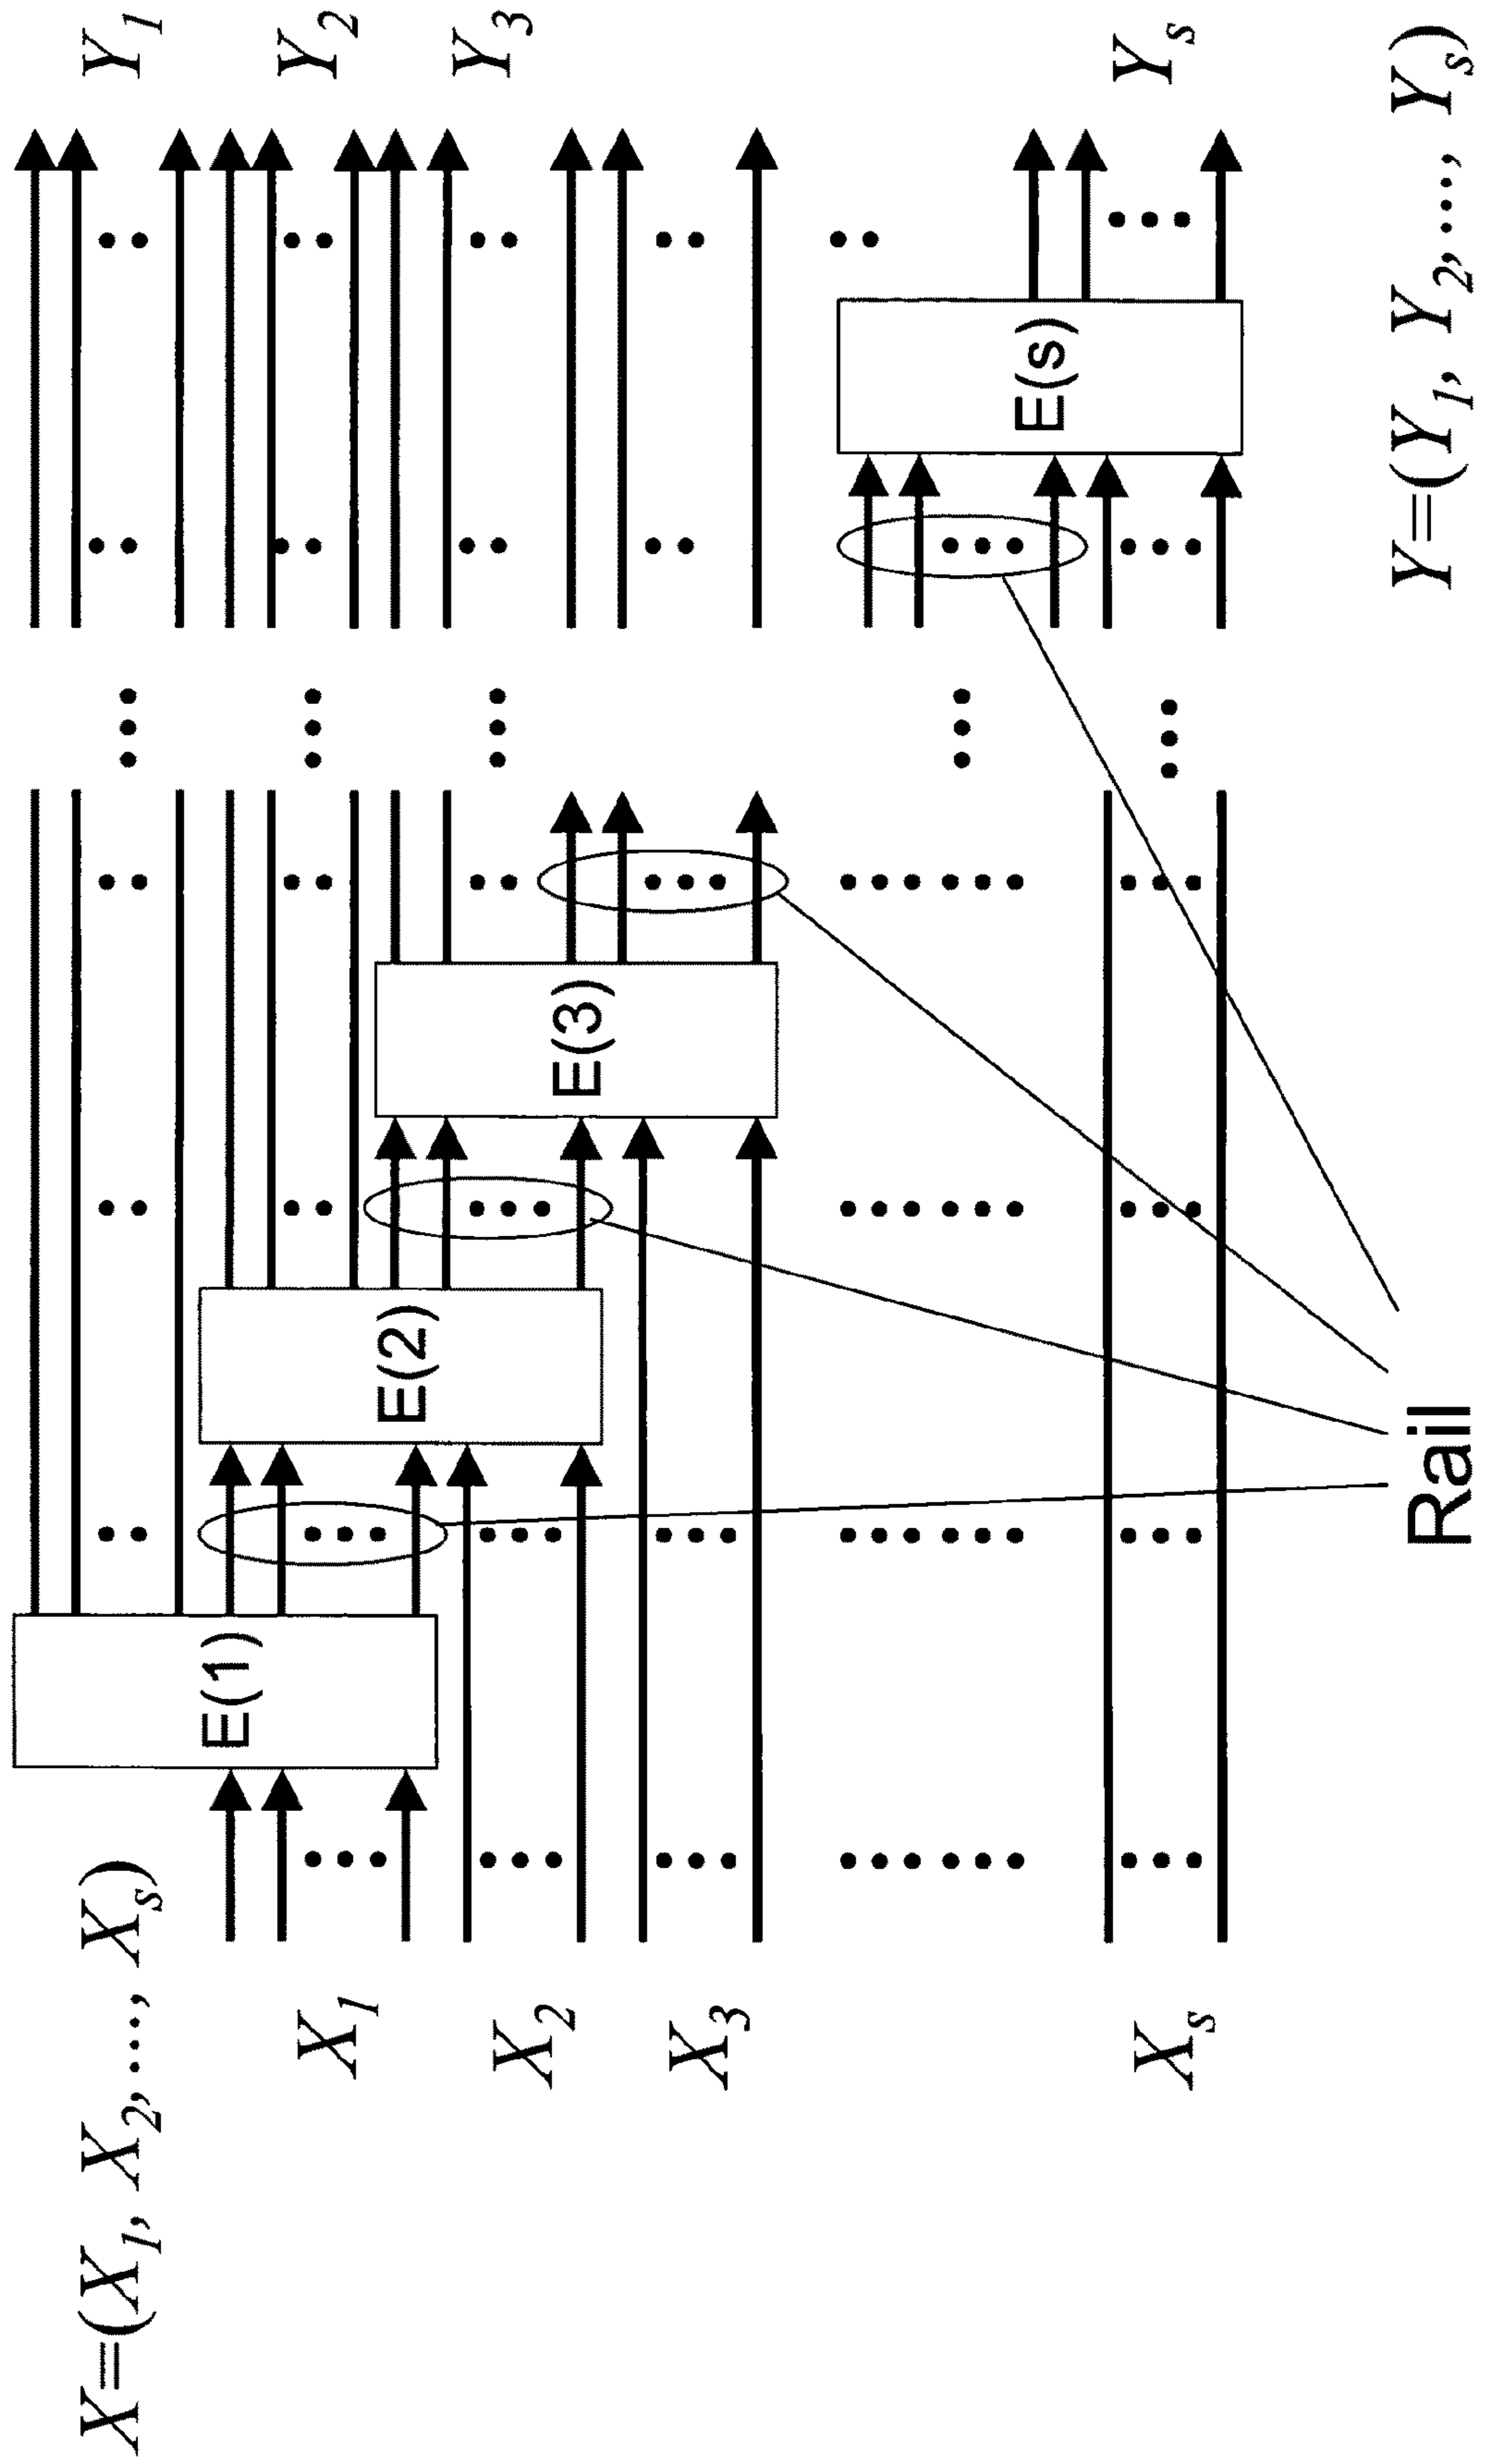 X=(X1, X2,..., Xs)
X1
X2
X3
Xs
E(1)
E(2)
E(3)
E(s)
Y1
Y2
Y3
Ys
Rail
Y=(Y1, Y2,..., Ys)